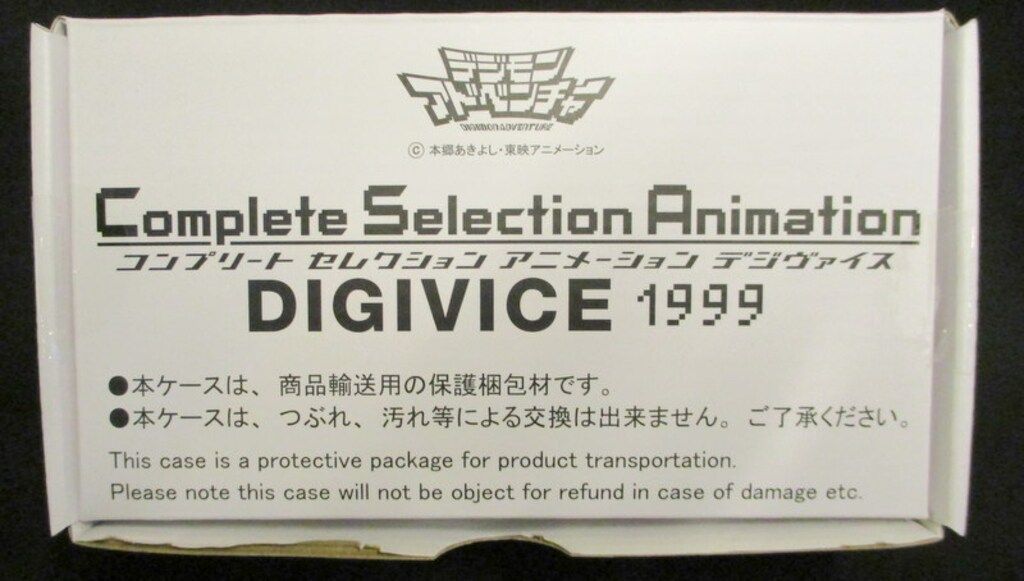 デジモン
アドベンチャー
DIGIMON ADVENTURE
© 本郷あきよし・東映アニメーション
Complete Selection Animation
コンプリート セレクション アニメーション デジヴァイス
DIGIVICE 1999
●本ケースは、商品輸送用の保護梱包材です。
●本ケースは、つぶれ、汚れ等による交換は出来ません。ご了承ください。
This case is a protective package for product transportation.
Please note this case will not be object for refund in case of damage etc.